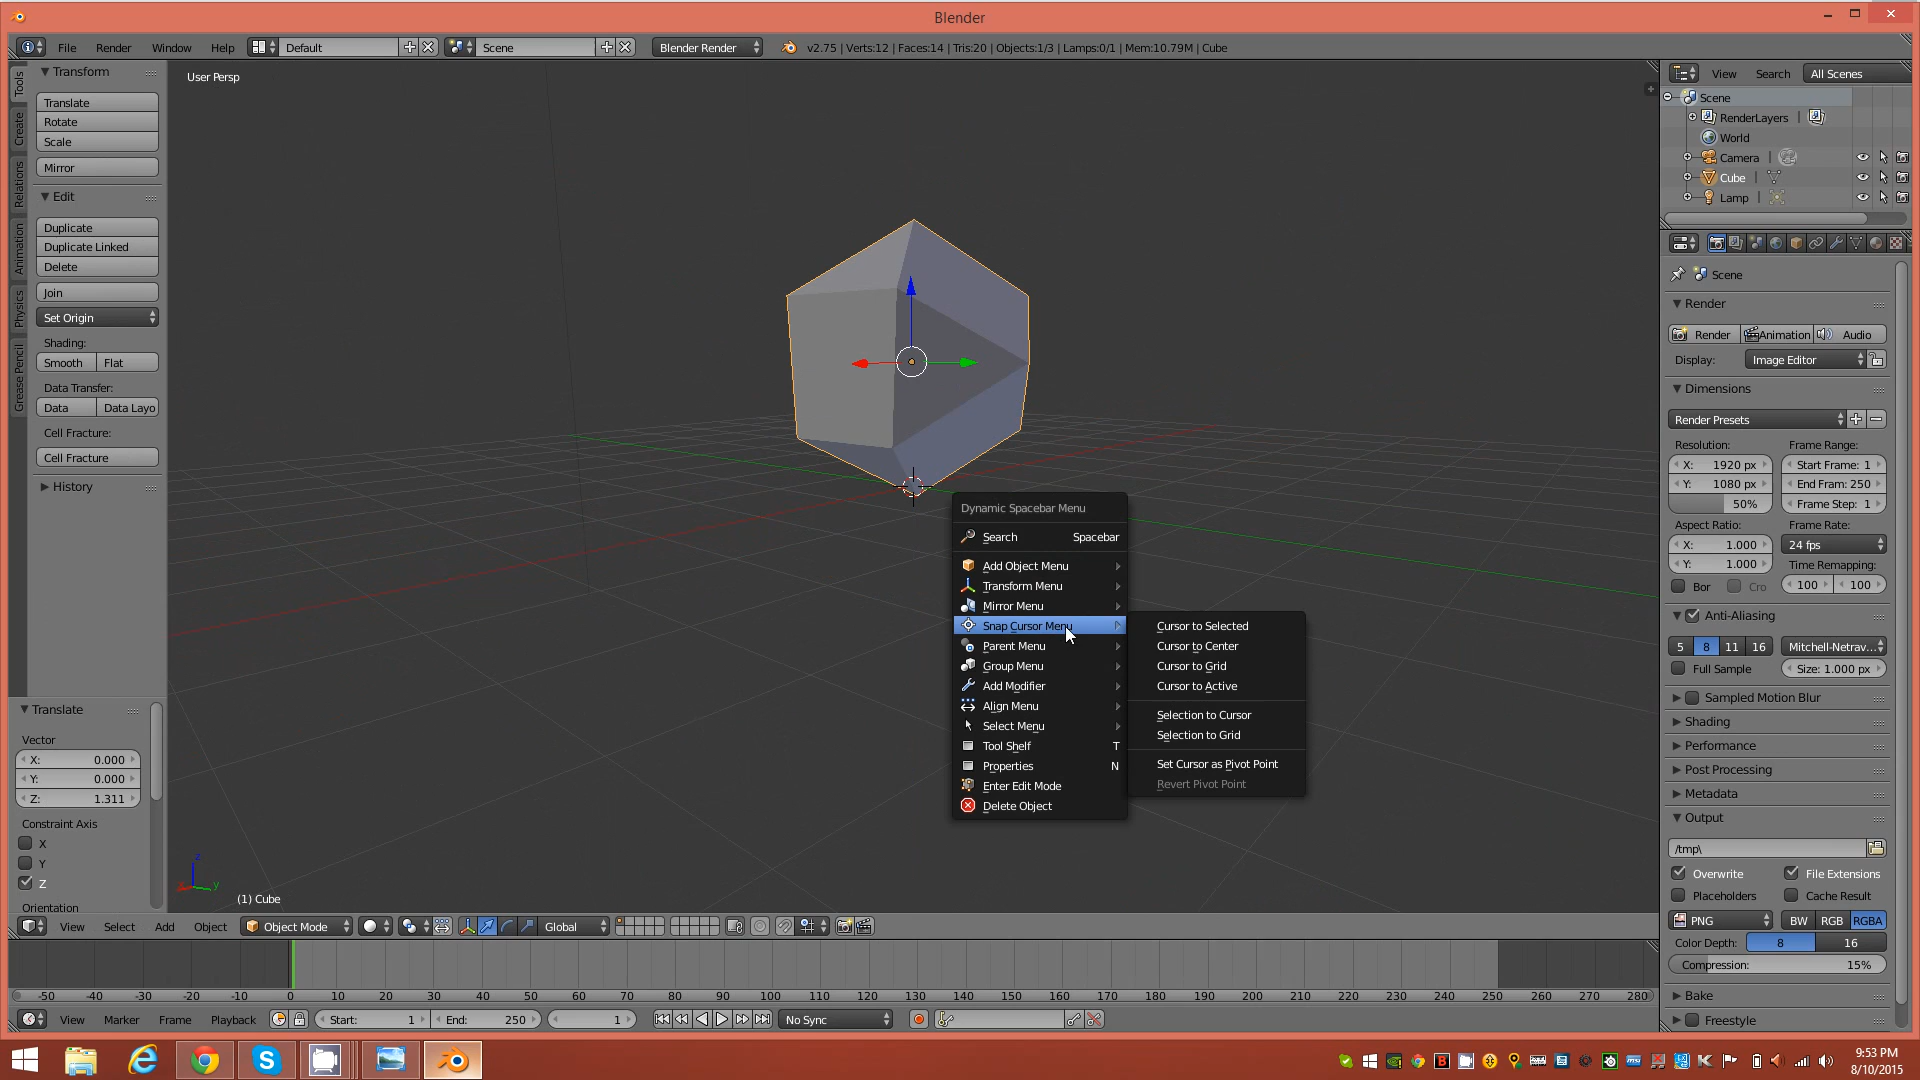 Blender
File Render Window Help Default Scene Blender Render v2.75 | Verts:12 | Faces:14 | Tris:20 | Objects:1/3 | Lamps:0/1 | Mem:10.79M | Cube
Tools
Create
Relations
Animation
Physics
Grease Pencil
Transform
Translate
Rotate
Scale
Mirror
Edit
Duplicate
Duplicate Linked
Delete
Join
Set Origin
Shading:
Smooth Flat
Data Transfer:
Data Data Layo
Cell Fracture:
Cell Fracture
History
Translate
Vector
X: 0.000
Y: 0.000
Z: 1.311
Constraint Axis
X
Y
Z
Orientation
User Persp
Dynamic Spacebar Menu
Search Spacebar
Add Object Menu
Transform Menu
Mirror Menu
Snap Cursor Menu
Parent Menu
Group Menu
Add Modifier
Align Menu
Select Menu
Tool Shelf T
Properties N
Enter Edit Mode
Delete Object
Cursor to Selected
Cursor to Center
Cursor to Grid
Cursor to Active
Selection to Cursor
Selection to Grid
Set Cursor as Pivot Point
Revert Pivot Point
z
x y
(1) Cube
View Select Add Object Object Mode Global
-50 -40 -30 -20 -10 0 10 20 30 40 50 60 70 80 90 100 110 120 130 140 150 160 170 180 190 200 210 220 230 240 250 260 270 280
View Marker Frame Playback Start: 1 End: 250 1 No Sync
View Search All Scenes
Scene
RenderLayers |
World
Camera |
Cube |
Lamp |
Scene
Render
Render Animation Audio
Display: Image Editor
Dimensions
Render Presets
Resolution: Frame Range:
X: 1920 px Start Frame: 1
Y: 1080 px End Fram: 250
50% Frame Step: 1
Aspect Ratio: Frame Rate:
X: 1.000 24 fps
Y: 1.000 Time Remapping:
Bor Cro 100 100
Anti-Aliasing
5 8 11 16 Mitchell-Netrav...
Full Sample Size: 1.000 px
Sampled Motion Blur
Shading
Performance
Post Processing
Metadata
Output
/tmp\
Overwrite File Extensions
Placeholders Cache Result
PNG BW RGB RGBA
Color Depth: 8 16
Compression: 15%
Bake
Freestyle
9:53 PM
8/10/2015